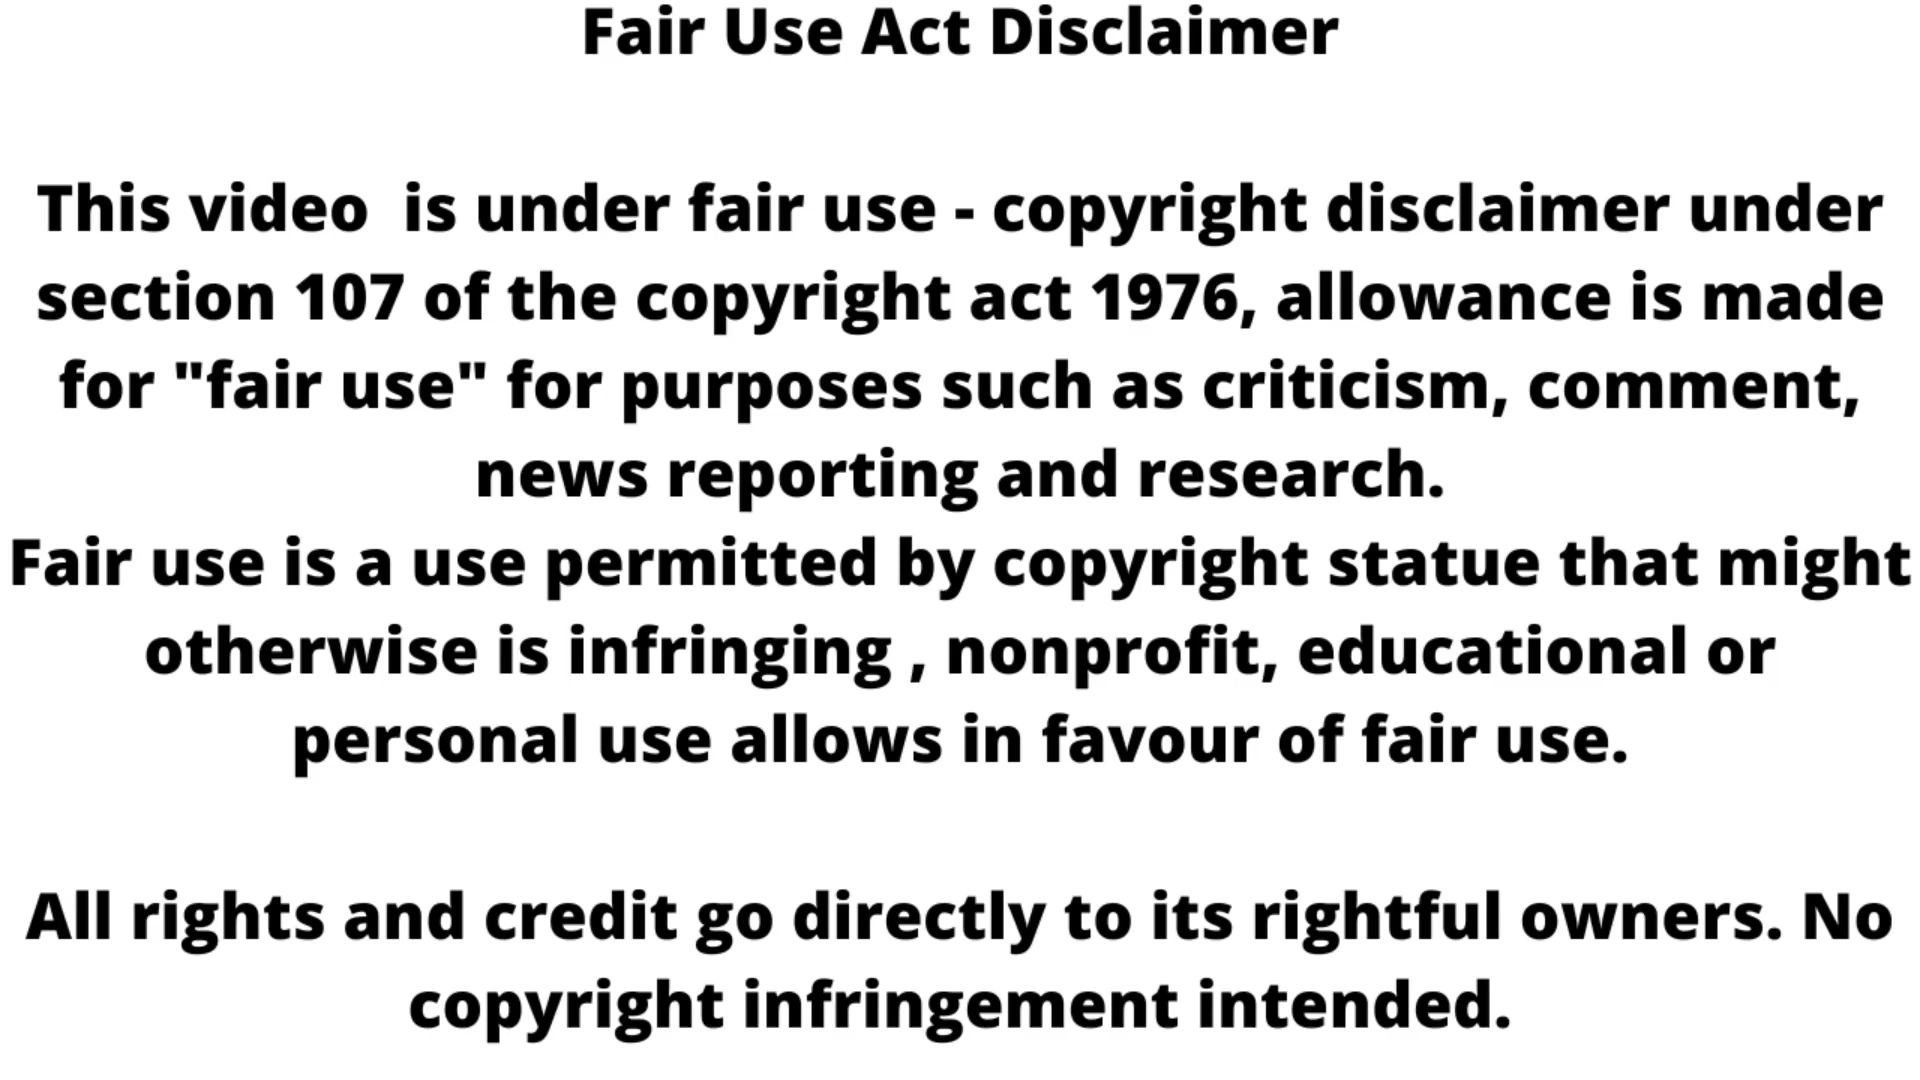 Fair Use Act Disclaimer
This video  is under fair use - copyright disclaimer under
section 107 of the copyright act 1976, allowance is made
for "fair use" for purposes such as criticism, comment,
news reporting and research.
Fair use is a use permitted by copyright statue that might
otherwise is infringing , nonprofit, educational or
personal use allows in favour of fair use.
All rights and credit go directly to its rightful owners. No
copyright infringement intended.